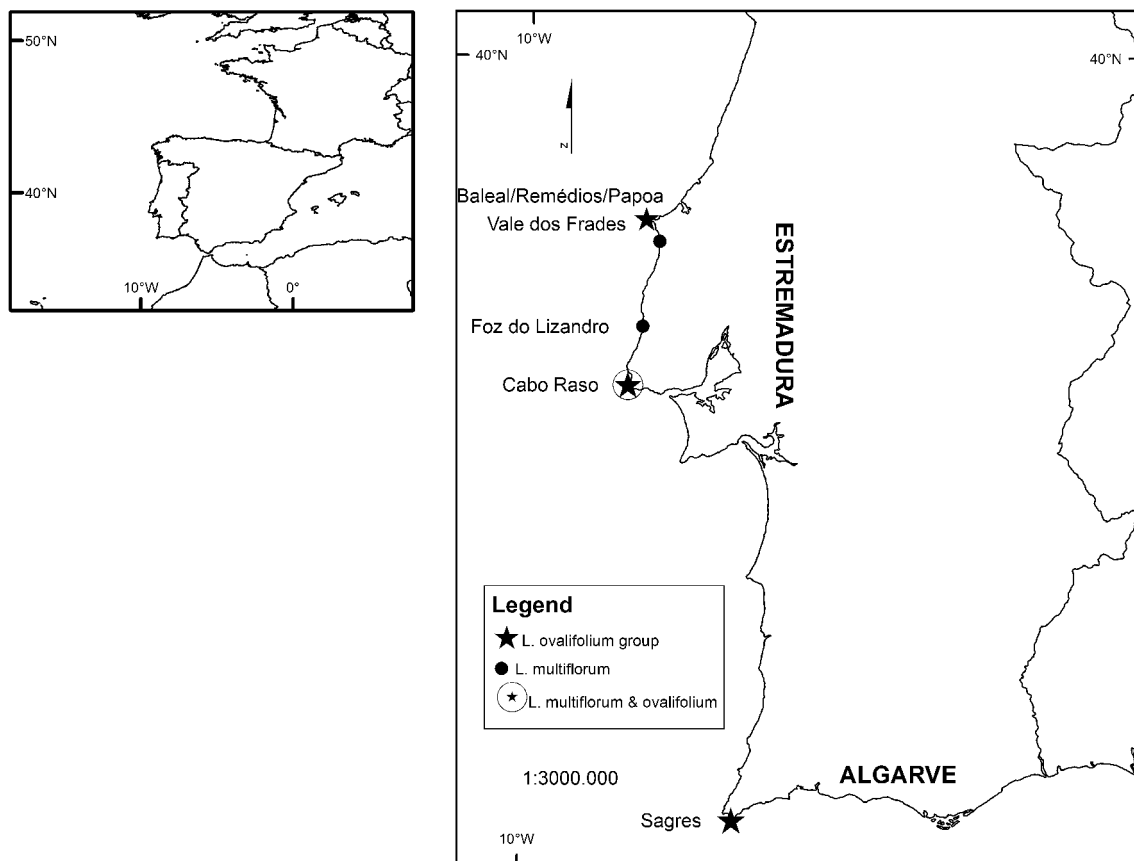 50°N
40°N
10°W
0°
10°W
40°N
40°N
z
Baleal/Remédios/Papoa
Vale dos Frades
ESTREMADURA
Foz do Lizandro
Cabo Raso
Legend
L. ovalifolium group
L. multiflorum
L. multiflorum & ovalifolium
1:3000.000
ALGARVE
Sagres
10°W